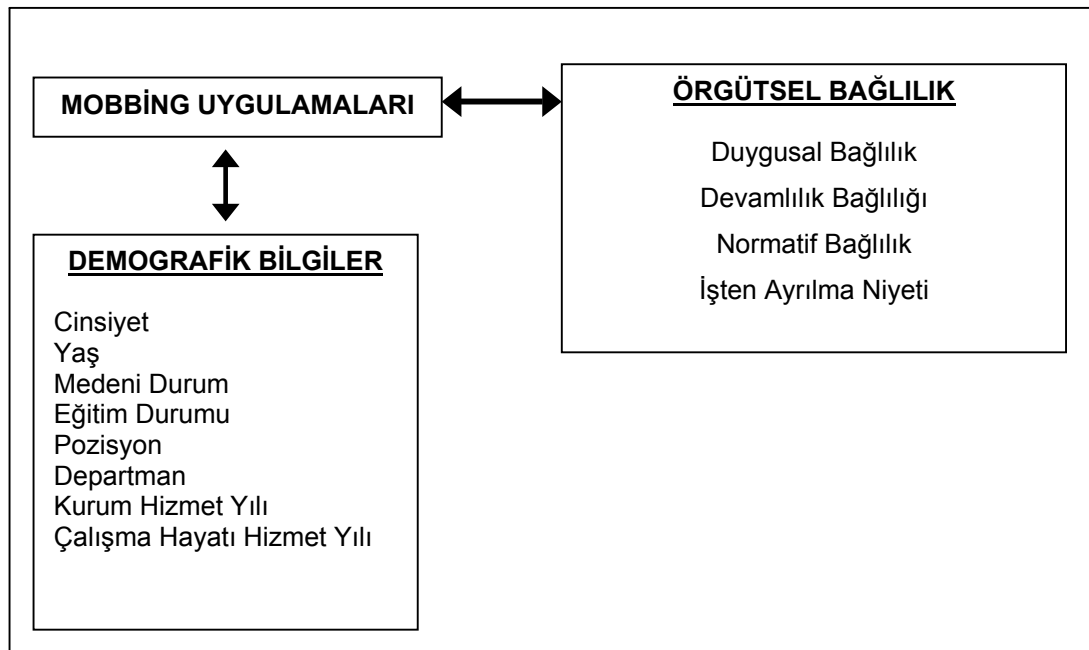 MOBBİNG UYGULAMALARI
ÖRGÜTSEL BAĞLILIK
Duygusal Bağlılık
Devamlılık Bağlılığı
Normatif Bağlılık
İşten Ayrılma Niyeti
DEMOGRAFİK BİLGİLER
Cinsiyet
Yaş
Medeni Durum
Eğitim Durumu
Pozisyon
Departman
Kurum Hizmet Yılı
Çalışma Hayatı Hizmet Yılı